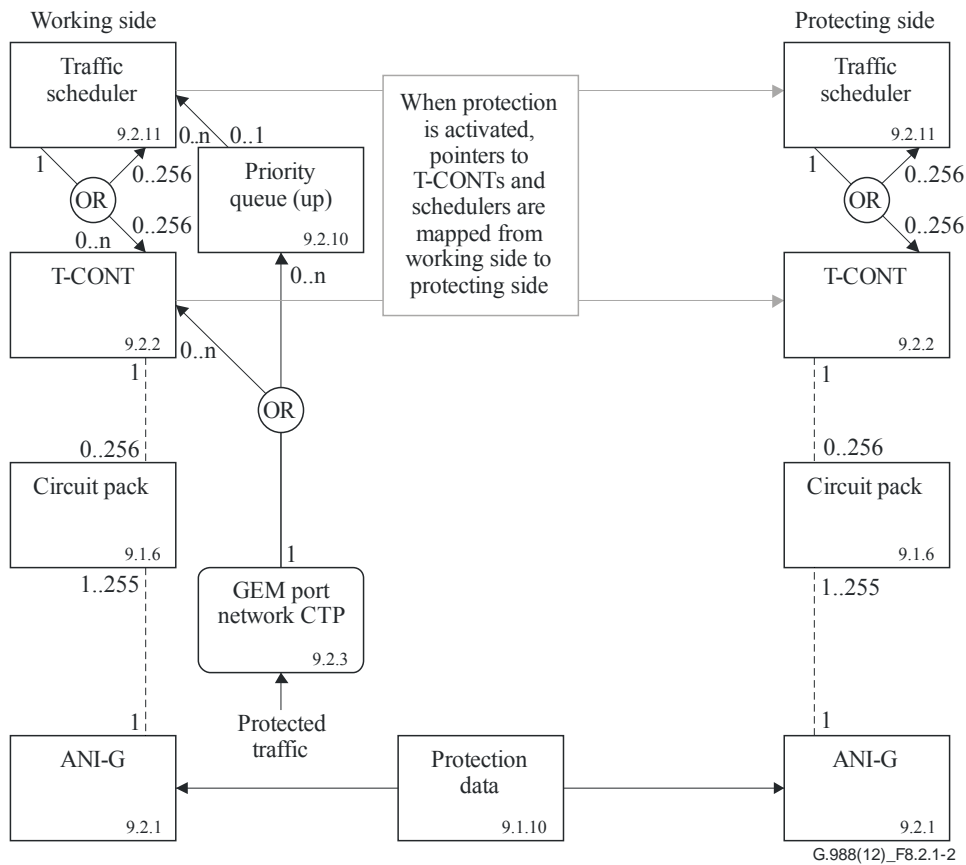 Working side
Protecting side
Traffic
scheduler
9.2.11
1
0..n
0..1
0..256
OR
0..256
0..n
Priority
queue (up)
9.2.10
When protection
is activated,
pointers to
T-CONTs and
schedulers are
mapped from
working side to
protecting side
Traffic
scheduler
9.2.11
1
0..256
OR
0..256
T-CONT
9.2.2
0..n
0..n
1
OR
T-CONT
9.2.2
1
0..256
Circuit pack
9.1.6
1..255
0..256
Circuit pack
9.1.6
1..255
1
GEM port
network CTP
9.2.3
Protected
traffic
1
ANI-G
9.2.1
Protection
data
9.1.10
1
ANI-G
9.2.1
G.988(12)_F8.2.1-2